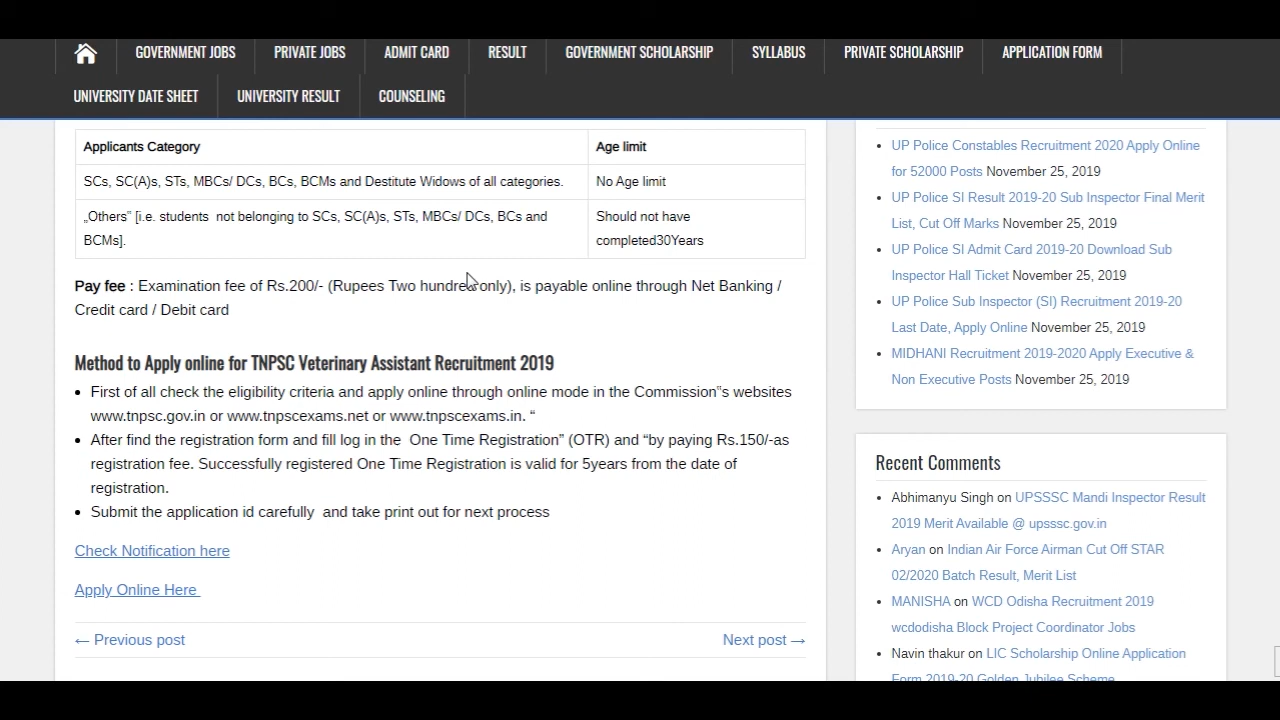 GOVERNMENT JOBS PRIVATE JOBS ADMIT CARD RESULT GOVERNMENT SCHOLARSHIP SYLLABUS PRIVATE SCHOLARSHIP APPLICATION FORM
UNIVERSITY DATE SHEET UNIVERSITY RESULT COUNSELING
Applicants Category Age limit
SCs, SC(A)s, STs, MBCs/ DCs, BCs, BCMs and Destitute Widows of all categories. No Age limit
„Others‟ [i.e. students  not belonging to SCs, SC(A)s, STs, MBCs/ DCs, BCs and Should not have
BCMs]. completed30Years
Pay fee : Examination fee of Rs.200/- (Rupees Two hundred only), is payable online through Net Banking /
Credit card / Debit card
Method to Apply online for TNPSC Veterinary Assistant Recruitment 2019
• First of all check the eligibility criteria and apply online through online mode in the Commission‟s websites
www.tnpsc.gov.in or www.tnpscexams.net or www.tnpscexams.in. “
• After find the registration form and fill log in the  One Time Registration” (OTR) and “by paying Rs.150/-as
registration fee. Successfully registered One Time Registration is valid for 5years from the date of
registration.
• Submit the application id carefully  and take print out for next process
Check Notification here
Apply Online Here
← Previous post Next post →
• UP Police Constables Recruitment 2020 Apply Online
for 52000 Posts November 25, 2019
• UP Police SI Result 2019-20 Sub Inspector Final Merit
List, Cut Off Marks November 25, 2019
• UP Police SI Admit Card 2019-20 Download Sub
Inspector Hall Ticket November 25, 2019
• UP Police Sub Inspector (SI) Recruitment 2019-20
Last Date, Apply Online November 25, 2019
• MIDHANI Recruitment 2019-2020 Apply Executive &
Non Executive Posts November 25, 2019
Recent Comments
• Abhimanyu Singh on UPSSSC Mandi Inspector Result
2019 Merit Available @ upsssc.gov.in
• Aryan on Indian Air Force Airman Cut Off STAR
02/2020 Batch Result, Merit List
• MANISHA on WCD Odisha Recruitment 2019
wcdodisha Block Project Coordinator Jobs
• Navin thakur on LIC Scholarship Online Application
Form 2019-20 Golden Jubilee Scheme